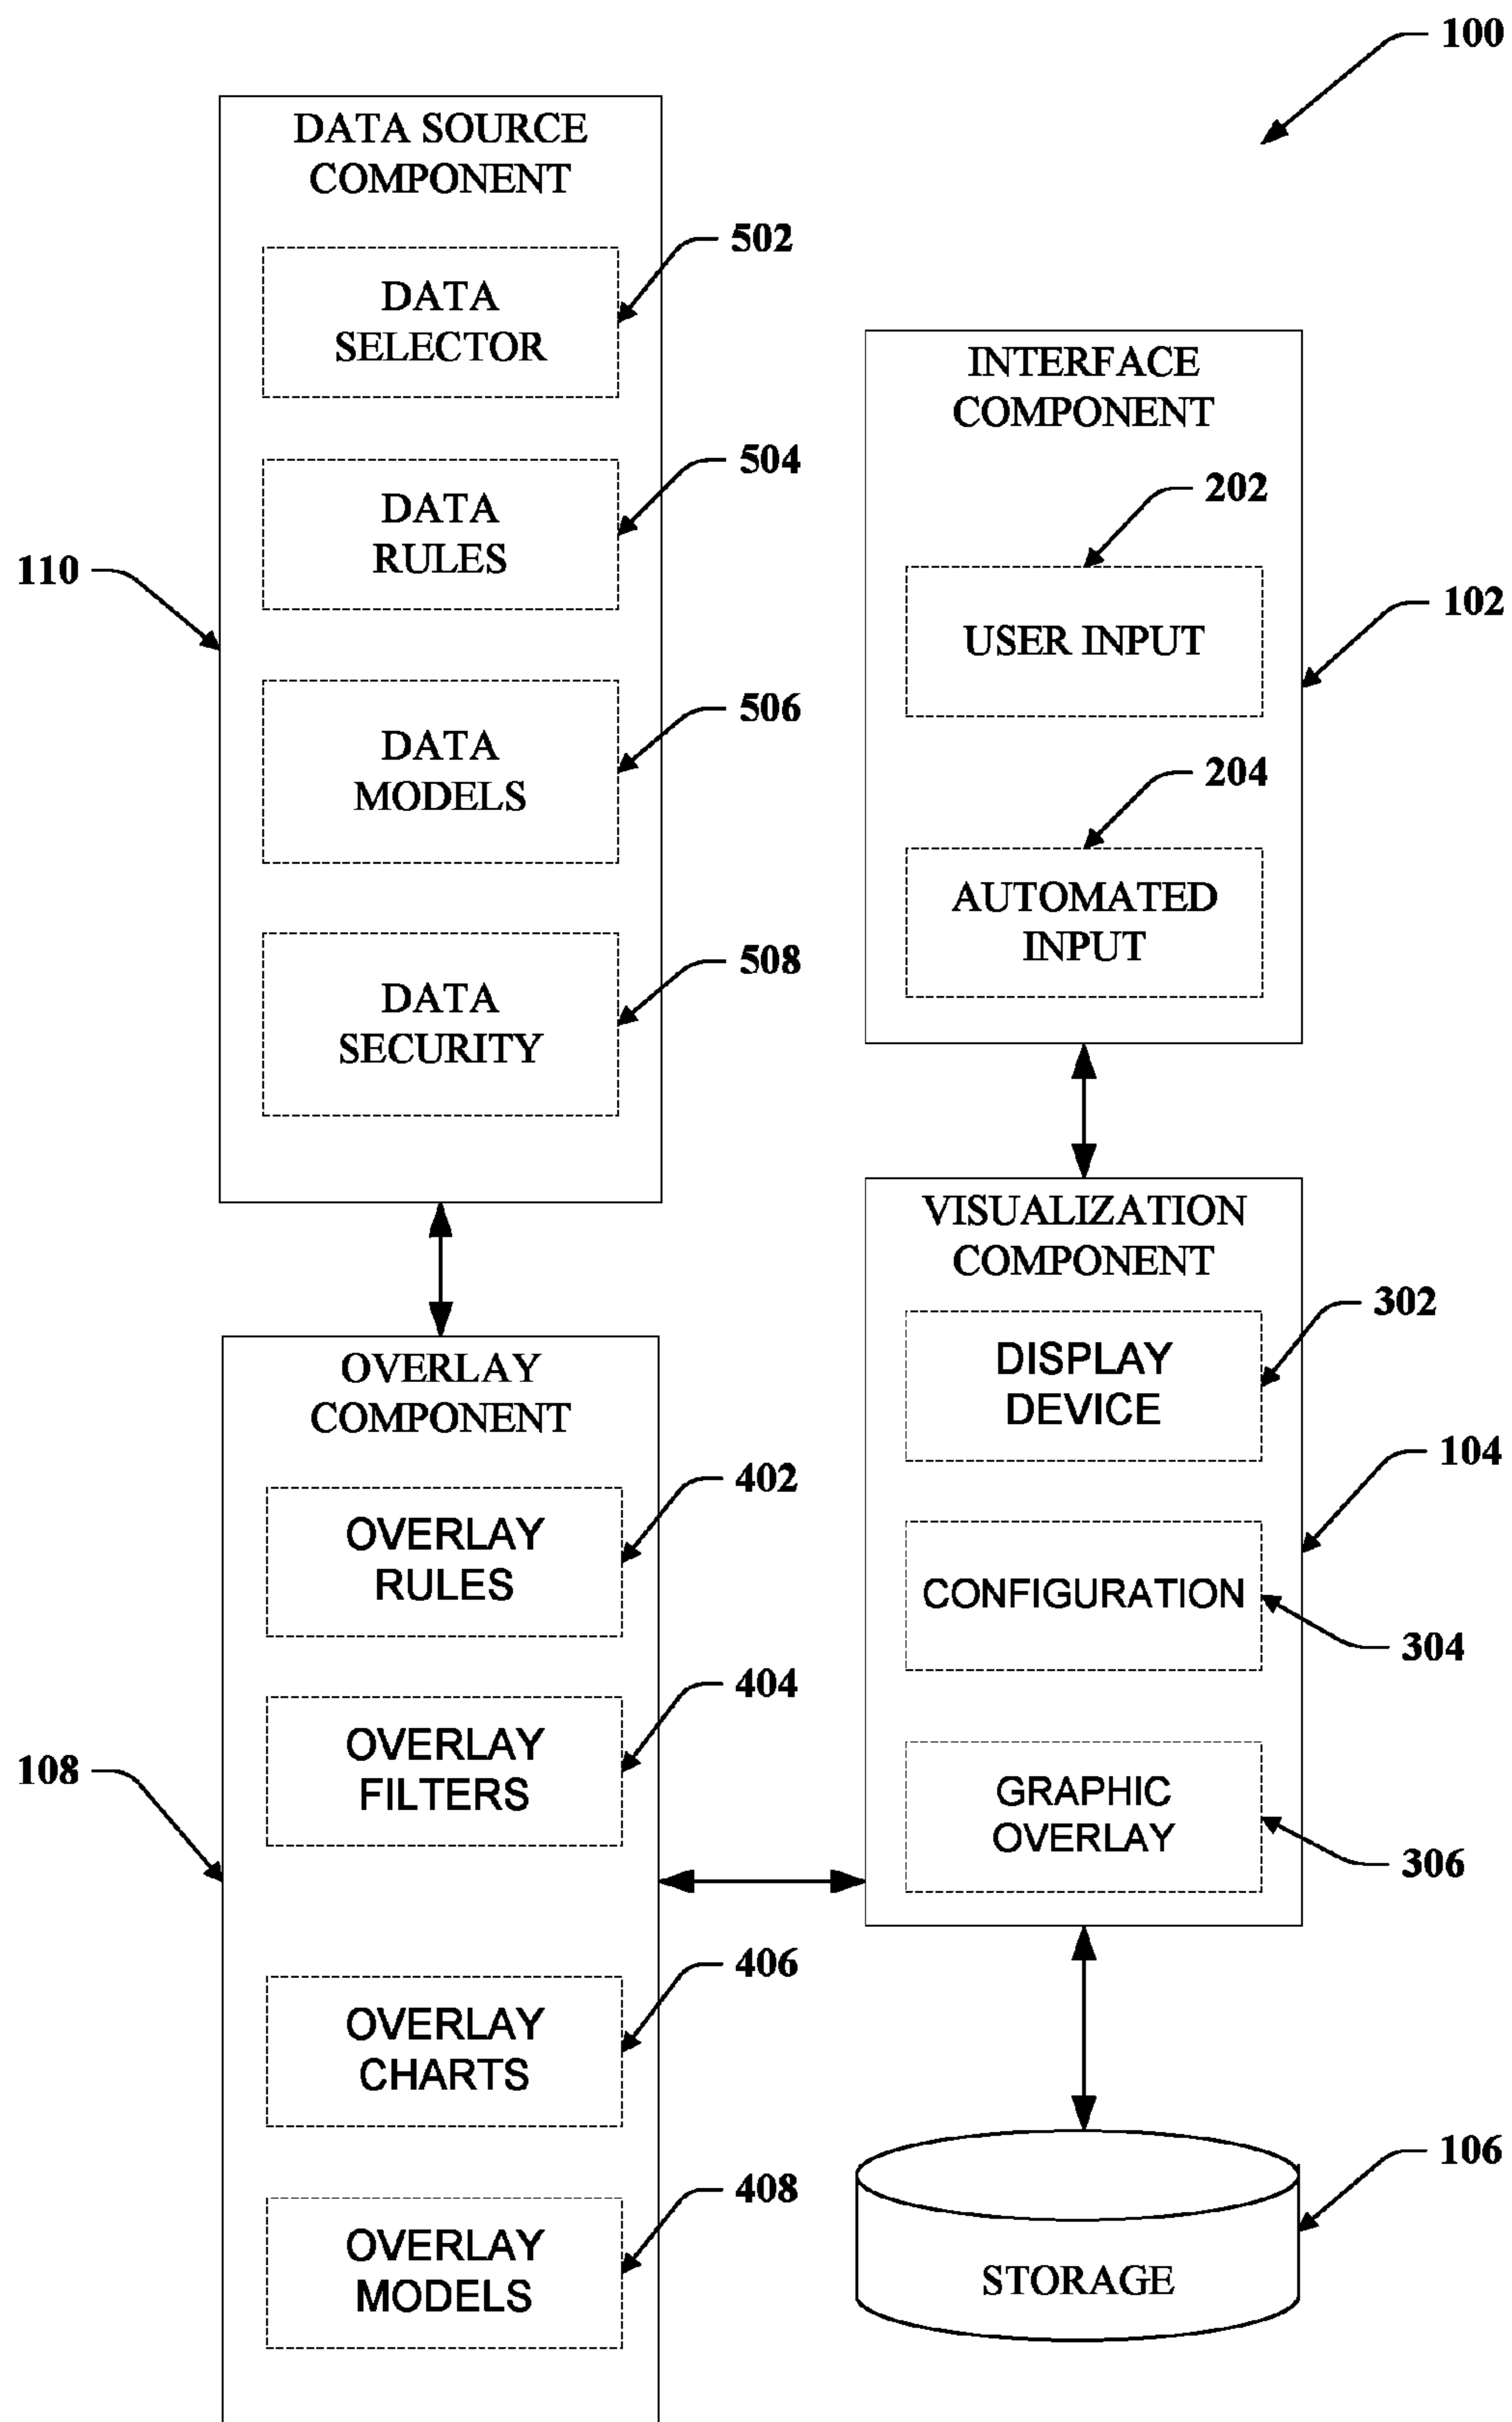 100
DATA SOURCE
COMPONENT
502
DATA
SELECTOR
504
DATA
RULES
110
506
DATA
MODELS
508
DATA
SECURITY
INTERFACE
COMPONENT
202
USER INPUT
102
204
AUTOMATED
INPUT
VISUALIZATION
COMPONENT
302
DISPLAY
DEVICE
104
CONFIGURATION
304
GRAPHIC
OVERLAY
306
OVERLAY
COMPONENT
402
OVERLAY
RULES
404
OVERLAY
FILTERS
108
406
OVERLAY
CHARTS
408
OVERLAY
MODELS
106
STORAGE